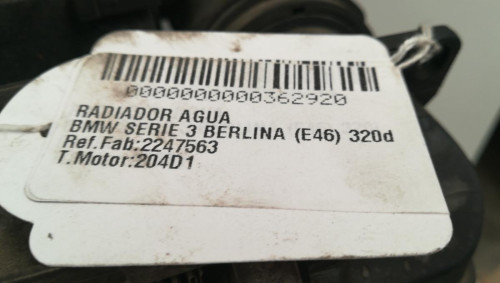 0000000000362920
RADIADOR AGUA
BMW SERIE 3 BERLINA (E46) 320d
Ref.Fab:2247563
T.Motor:204D1